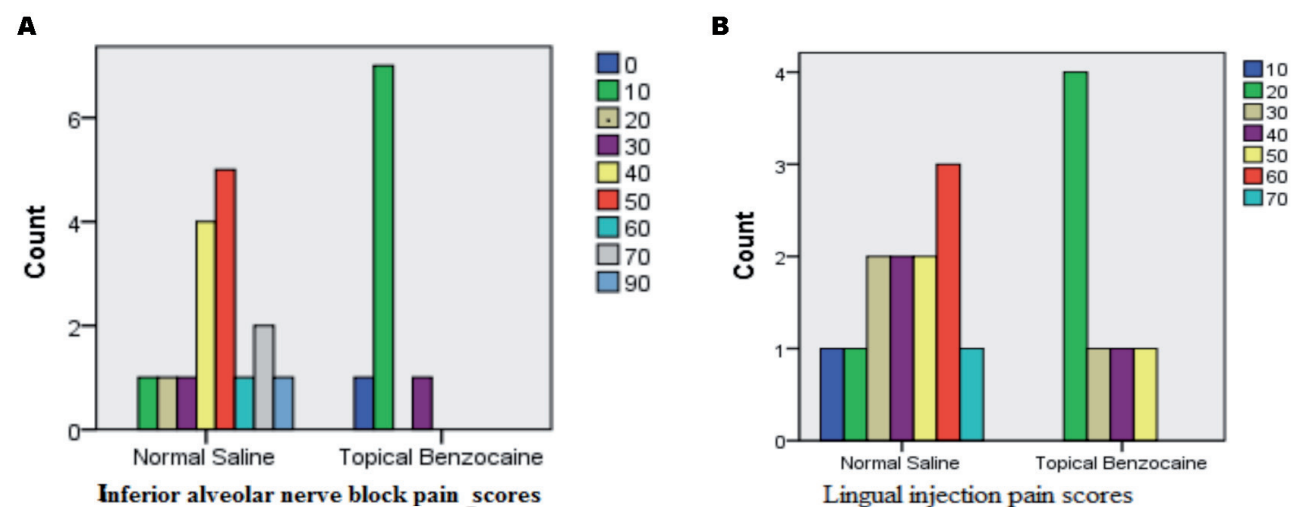 A
Count
6
4
2
0
Normal Saline
Topical Benzocaine
Inferior alveolar nerve block pain scores
0
10
20
30
40
50
60
70
90
B
Count
4
3
2
1
0
Normal Saline
Topical Benzocaine
Lingual injection pain scores
10
20
30
40
50
60
70